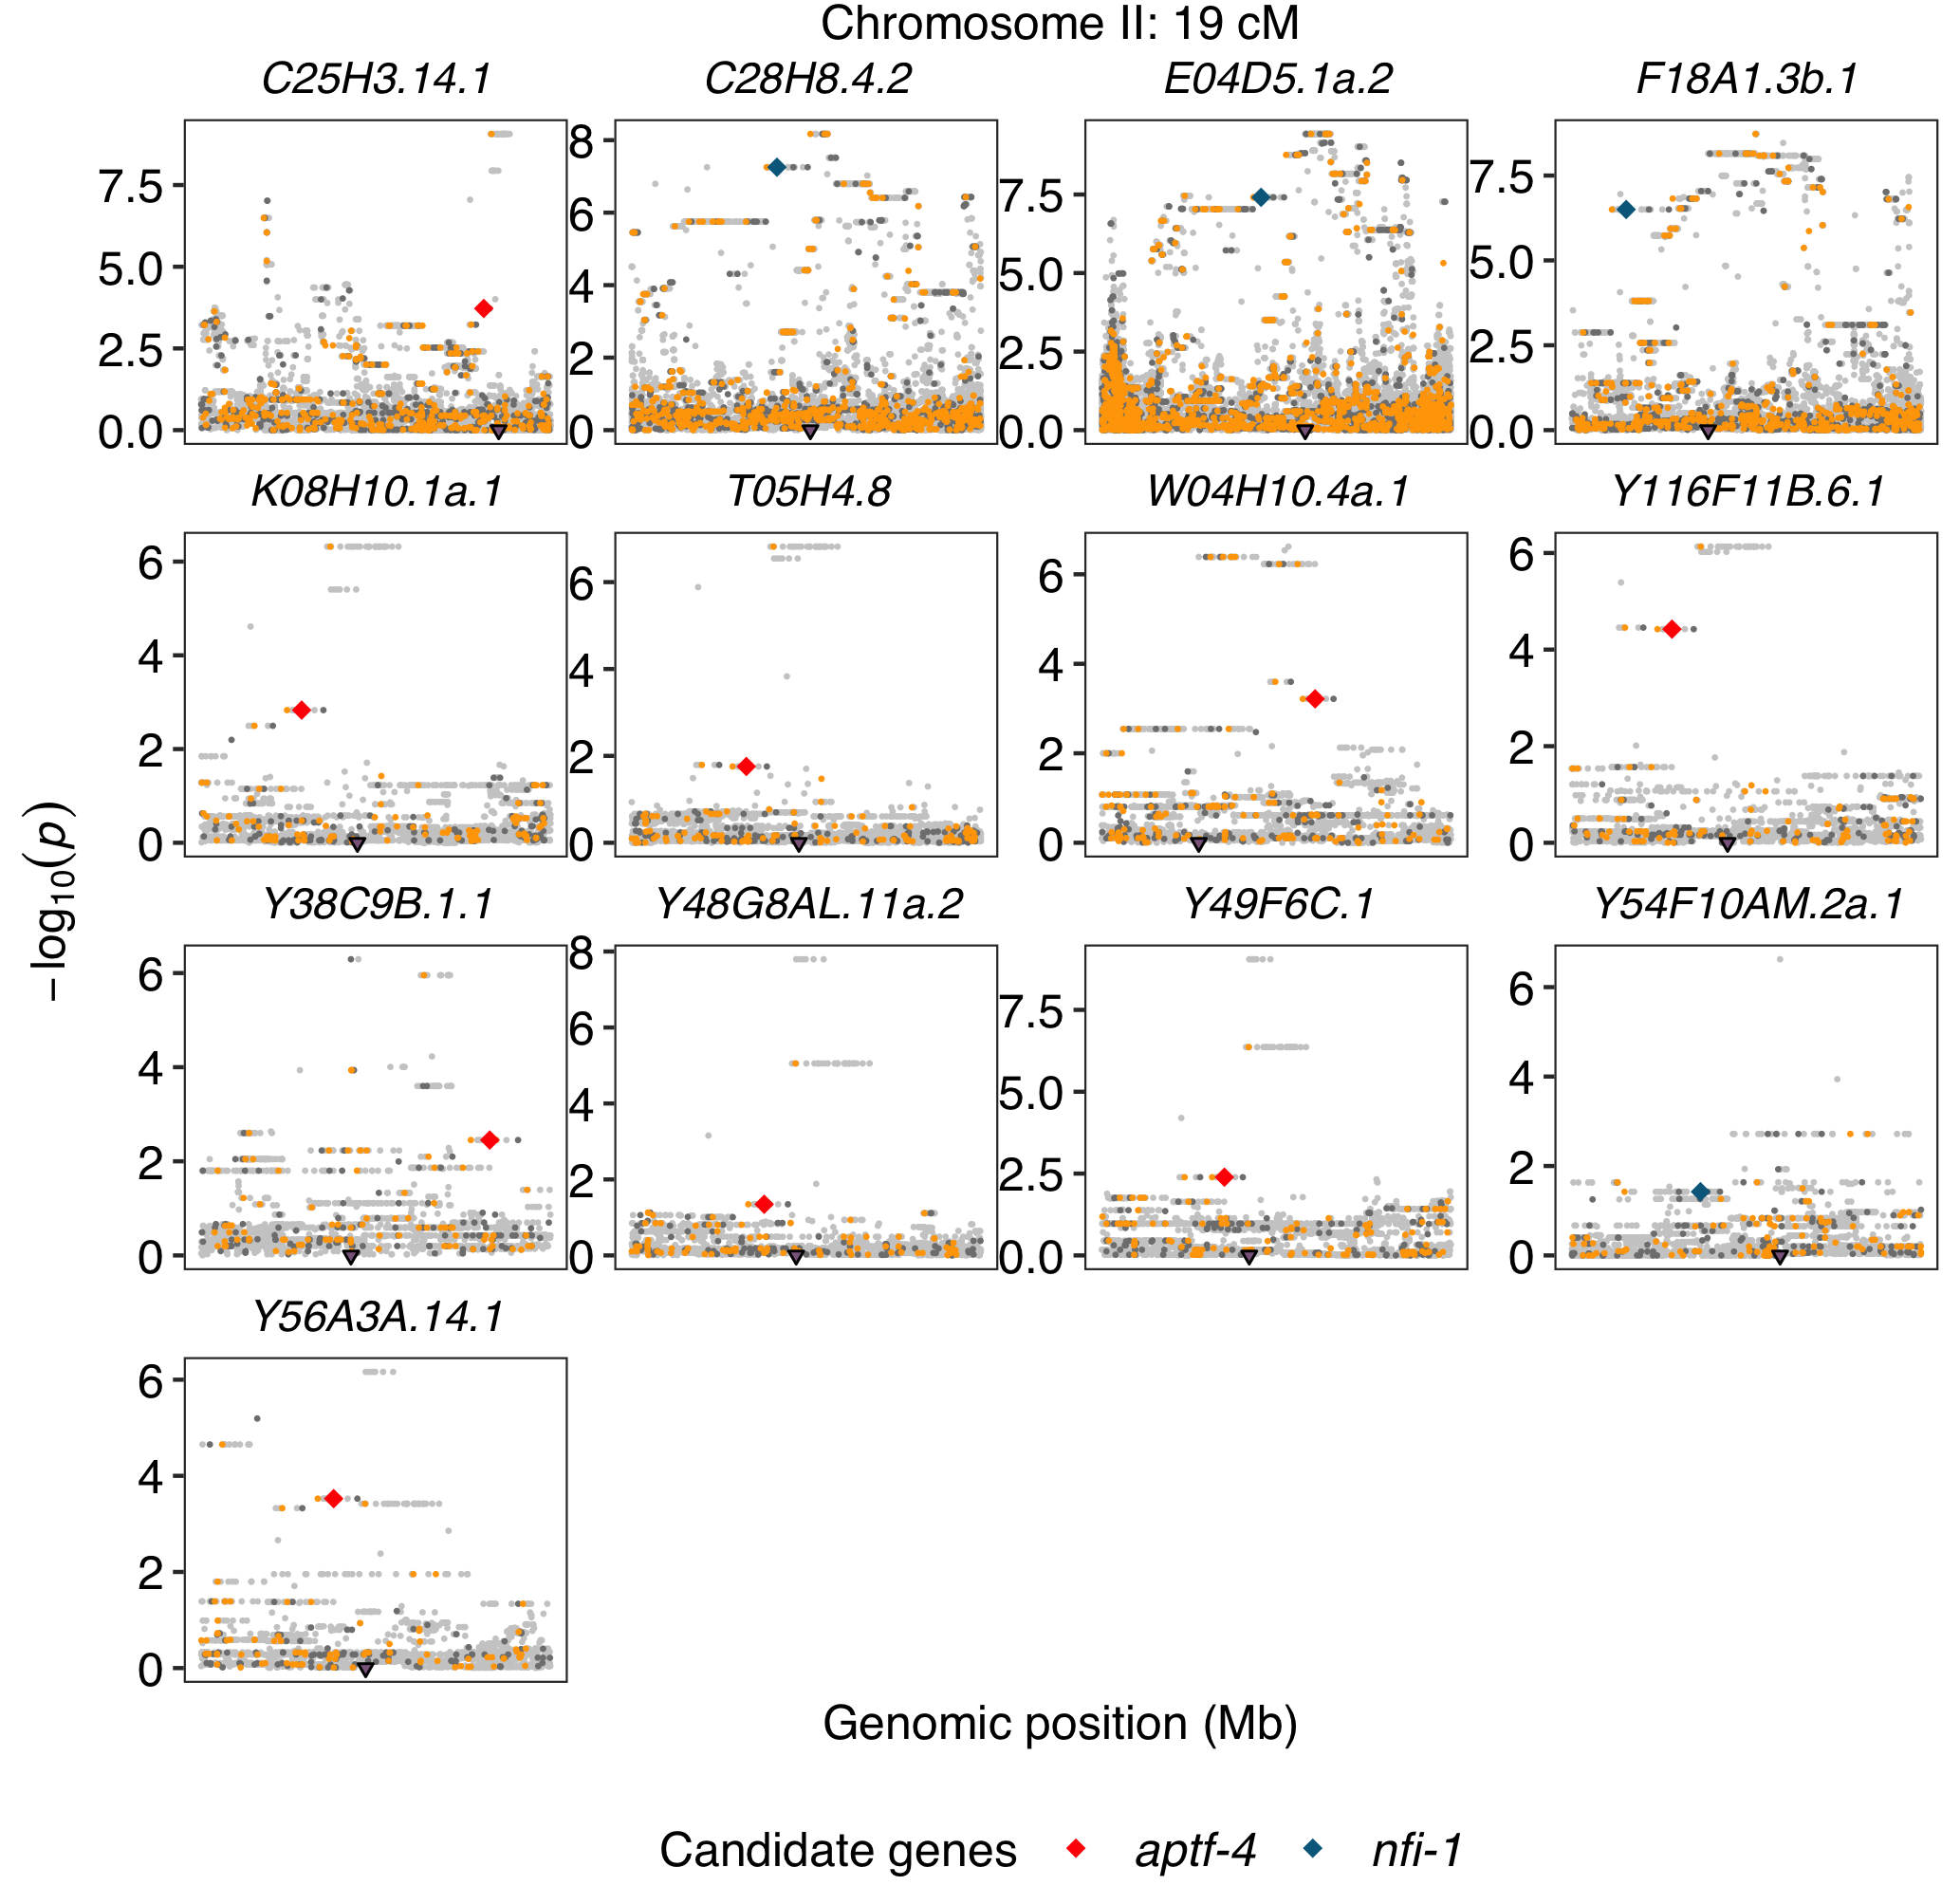 Chromosome II: 19 cM
C25H3.14.1 C28H8.4.2 E04D5.1a.2 F18A1.3b.1
7.5 5.0 2.5 0.0
8 6 4 2 0
7.5 5.0 2.5 0.0
7.5 5.0 2.5 0.0
K08H10.1a.1 T05H4.8 W04H10.4a.1 Y116F11B.6.1
6 4 2 0
6 4 2 0
6 4 2 0
6 4 2 0
−log10(p)
Y38C9B.1.1 Y48G8AL.11a.2 Y49F6C.1 Y54F10AM.2a.1
6 4 2 0
8 6 4 2 0
7.5 5.0 2.5 0.0
6 4 2 0
Y56A3A.14.1
6 4 2 0
Genomic position (Mb)
Candidate genes aptf-4 nfi-1